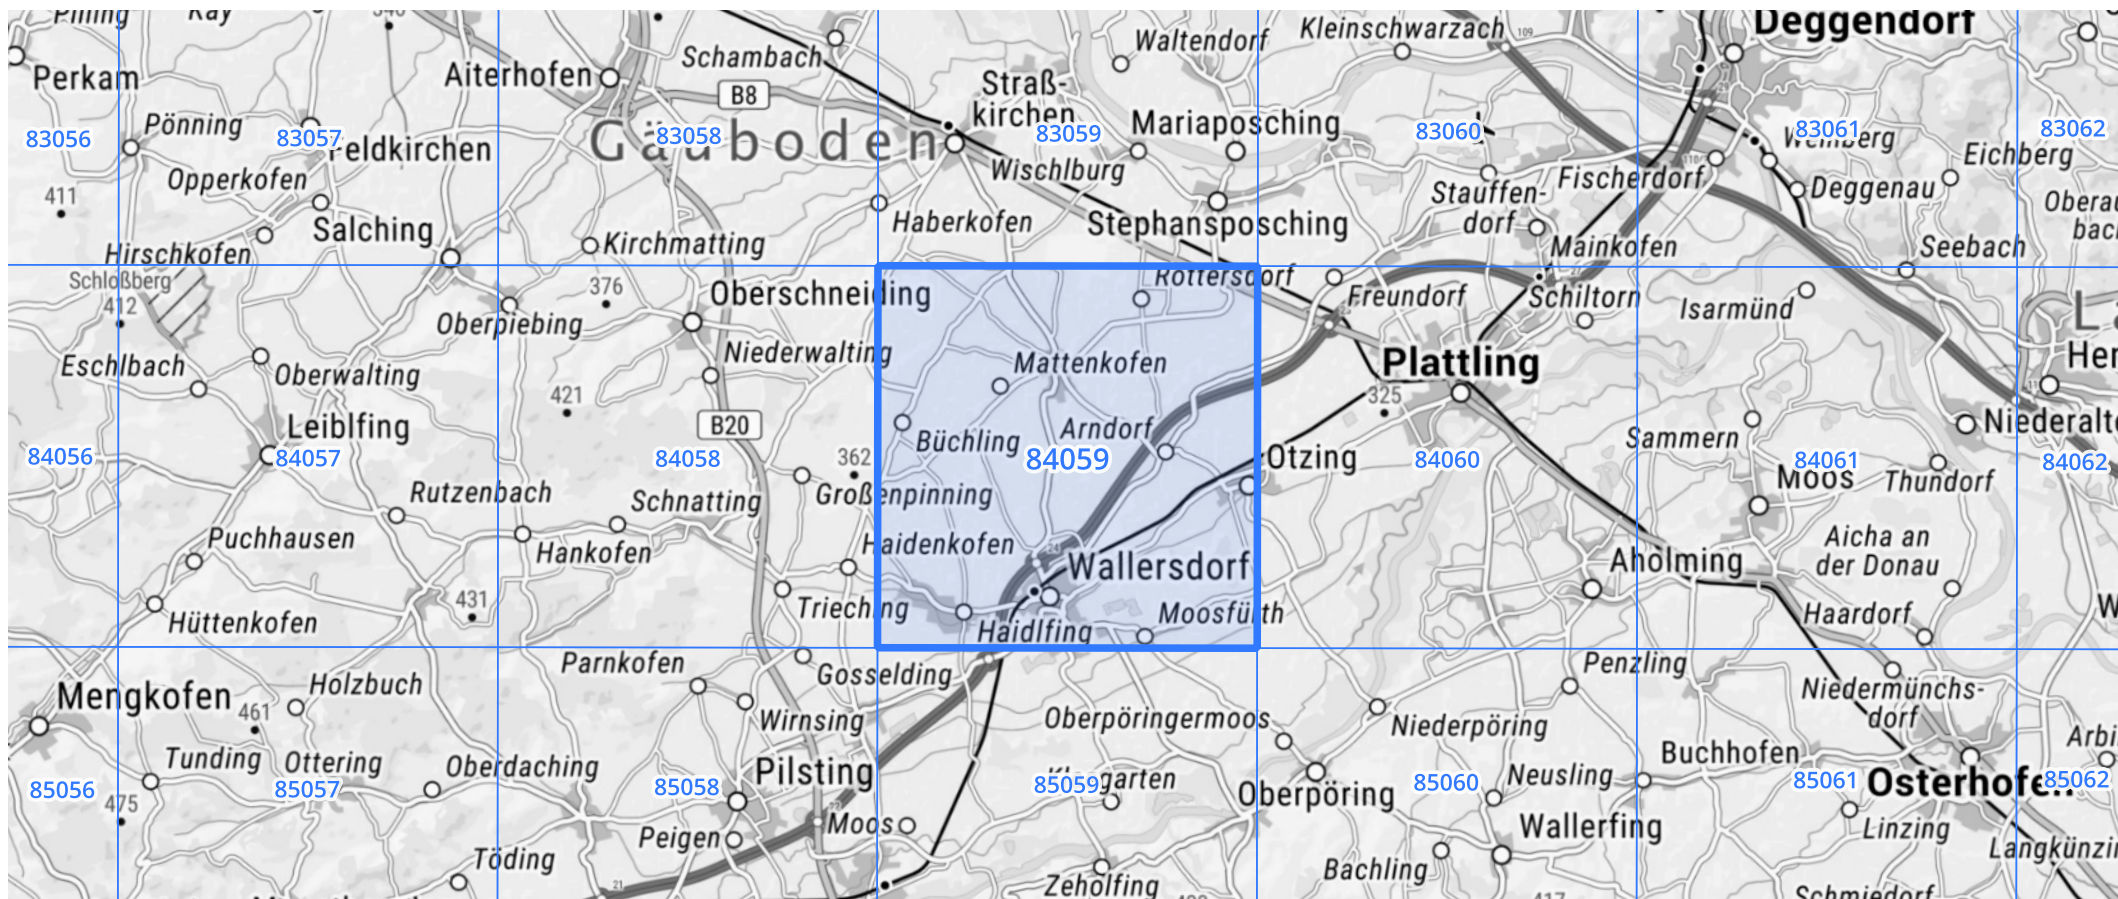 Deggendorf
Kleinschwarzach
109
Waltendorf
Schambach
Perkam
Aiterhofen
Straß-
kirchen
B8
Pönning
83056
83057
Feldkirchen
Gäuboden
83058
83059
Mariaposching
83060
83061
83062
Eichberg
Opperkofen
Wischlburg
Fischerdorf
Deggenau
411
Stauffen-
dorf
Salching
Haberkofen
Stephansposching
Hirschkofen
Kirchmatting
Mainkofen
Seebach
Schloßberg
412
376
Oberschneiding
Rottersdorf
Freundorf
Schiltorn
Isarmünd
Oberpiebing
Eschlbach
Oberwalting
Niederwalting
Mattenkofen
Plattling
325
421
Leiblfing
B20
Büchling
Arndorf
Sammern
Niederalte
84056
84057
84058
362
84059
Otzing
84060
84061
84062
Moos
Thundorf
Rutzenbach
Schnatting
Großenpinning
Puchhausen
Hankofen
Haidenkofen
24
Wallersdorf
Aholming
Aicha an
der Donau
431
Hüttenkofen
Trieching
Haidlfing
Moosfürth
Haardorf
Parnkofen
Gosselding
Penzling
Mengkofen
Holzbuch
461
Wirnsing
Oberpöringermoos
Niederpöring
Niedermünchs-
dorf
Tunding
Ottering
Oberdaching
Pilsting
Buchhofen
85056
85057
85058
85059
85060
Neusling
85061
Osterhofen
85062
475
Oberpöring
22
Moos
Peigen
Wallerfing
Linzing
Töding
21
Zeholfing
Bachling